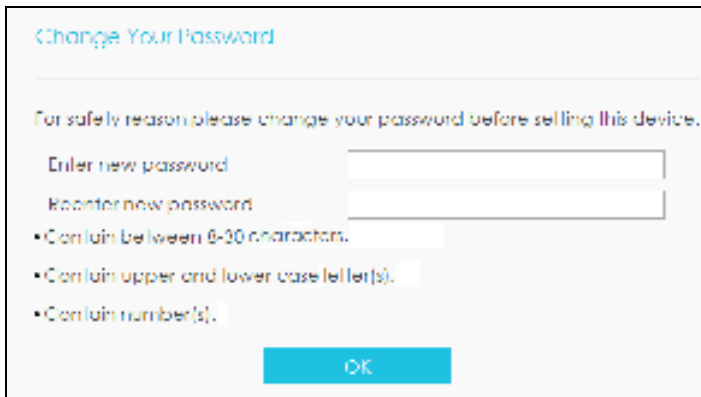 Change Your Password
For safety reason please change your password before setting this device.
Enter new password
Reenter new password
• Contain between 8-30 characters.
• Contain upper and lower case letter(s).
• Contain number(s).
OK